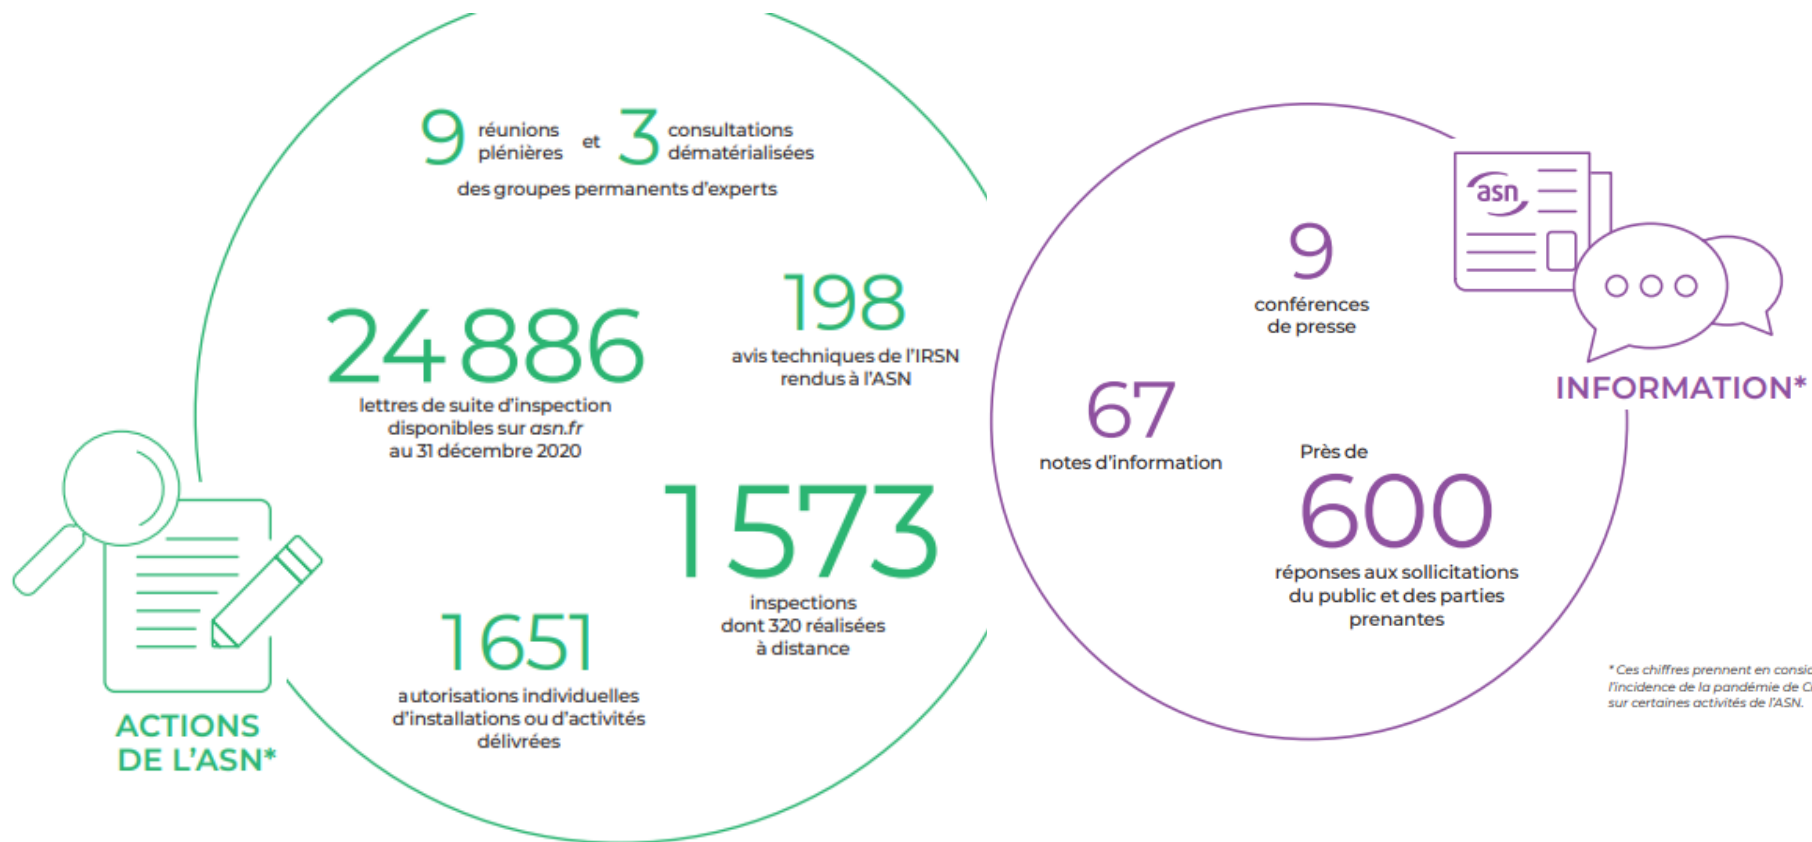 9 réunions plénières et 3 consultations dématérialisées
des groupes permanents d'experts
24 886
lettres de suite d'inspection
disponibles sur asn.fr
au 31 décembre 2020
198
avis techniques de l'IRSN
rendus à l'ASN
1 573
inspections
dont 320 réalisées
à distance
1 651
autorisations individuelles
d'installations ou d'activités
délivrées
ACTIONS
DE L'ASN*
asn
9
conférences
de presse
INFORMATION*
67
notes d'information
Près de
600
réponses aux sollicitations
du public et des parties
prenantes
* Ces chiffres prennent en
l'incidence de la pandémie de
sur certaines activités de l'ASN.